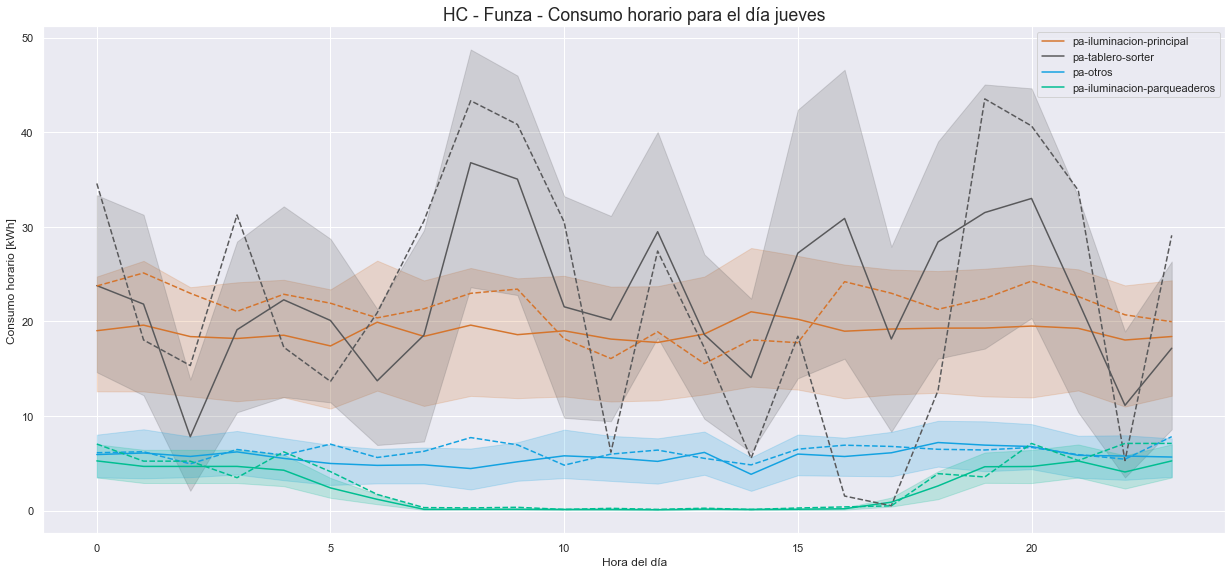 HC - Funza - Consumo horario para el día jueves
pa-iluminacion-principal
pa-tablero-sorter
pa-otros
pa-iluminacion-parqueaderos
Consumo horario [kWh]
50
40
30
20
10
0
0
5
10
15
20
Hora del día